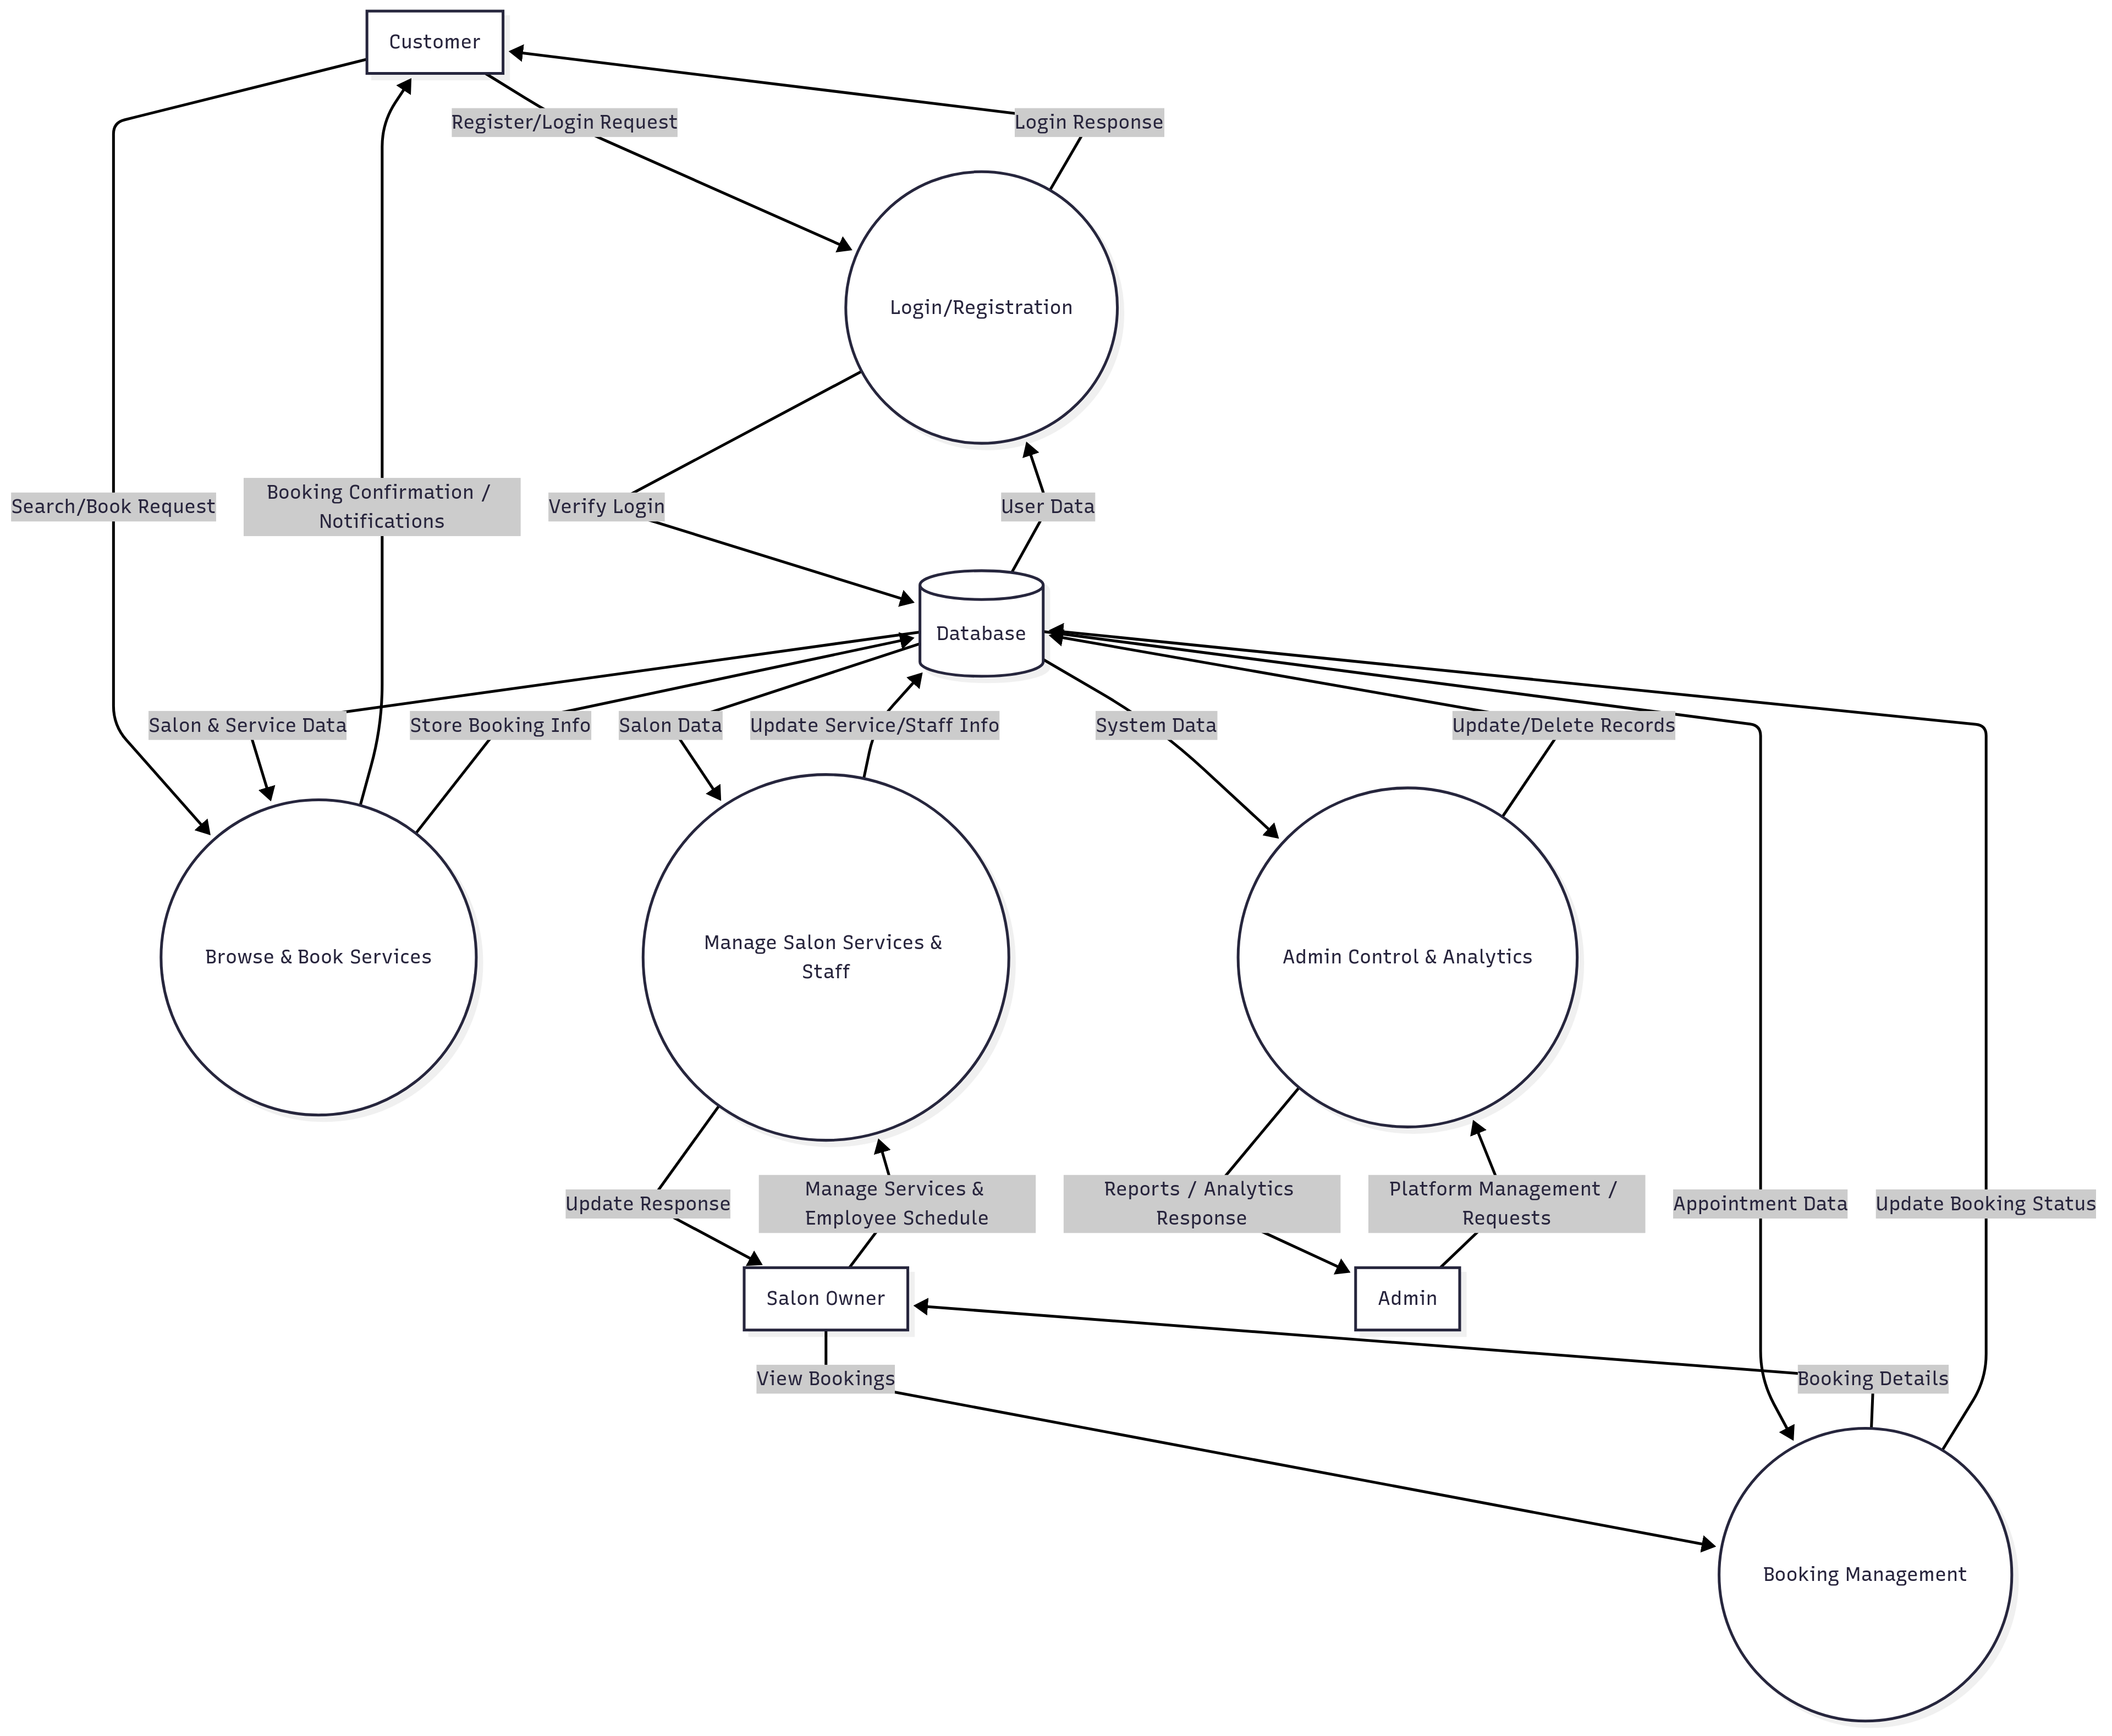 Customer
Register/Login Request
Login Response
Login/Registration
Search/Book Request
Booking Confirmation /
Notifications
Verify Login
User Data
Database
Salon & Service Data
Store Booking Info
Salon Data
Update Service/Staff Info
System Data
Update/Delete Records
Browse & Book Services
Manage Salon Services &
Staff
Admin Control & Analytics
Update Response
Manage Services &
Employee Schedule
Reports / Analytics
Response
Platform Management /
Requests
Appointment Data
Update Booking Status
Salon Owner
Admin
View Bookings
Booking Details
Booking Management